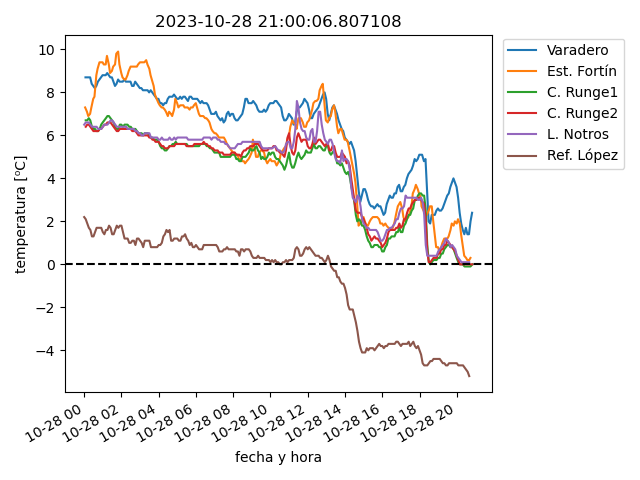 2023-10-28 21:00:06.807108
10
8
6
4
2
0
−2
−4
temperatura [°C]
10-28 00
10-28 02
10-28 04
10-28 06
10-28 08
10-28 10
10-28 12
10-28 14
10-28 16
10-28 18
10-28 20
fecha y hora
Varadero
Est. Fortín
C. Runge1
C. Runge2
L. Notros
Ref. López